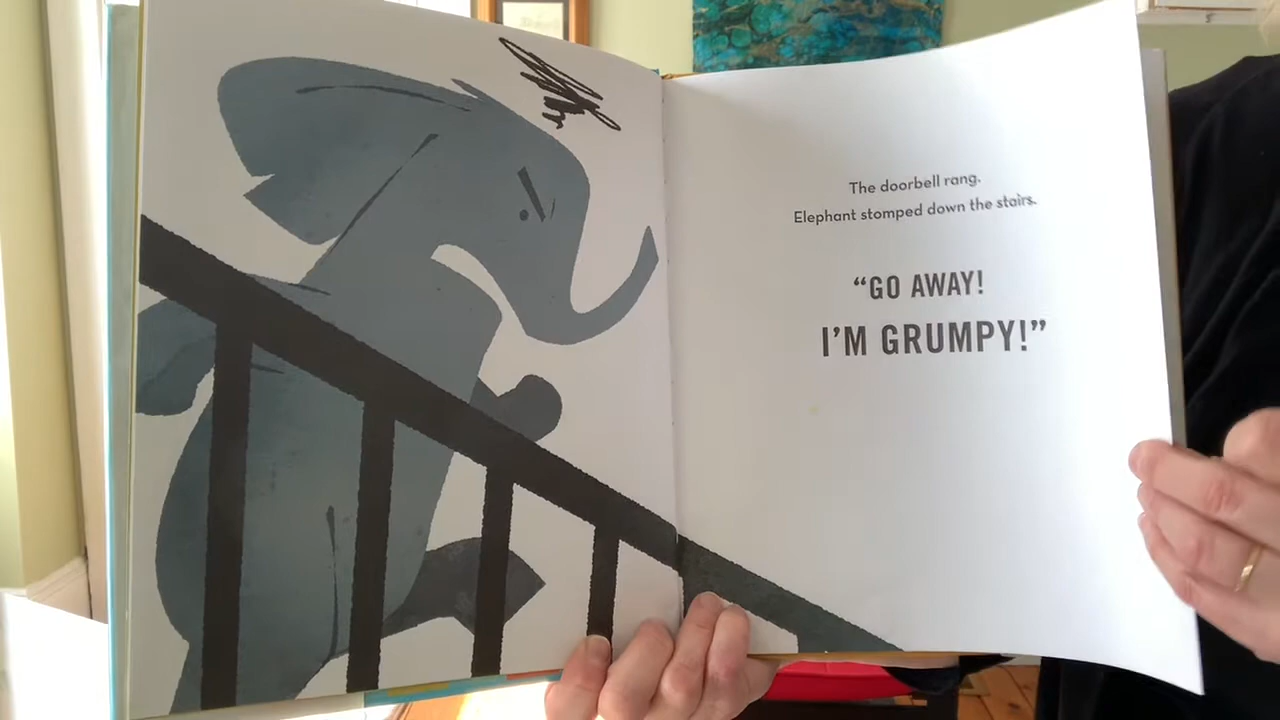 The doorbell rang.
Elephant stomped down the stairs.
“GO AWAY!
I’M GRUMPY!”